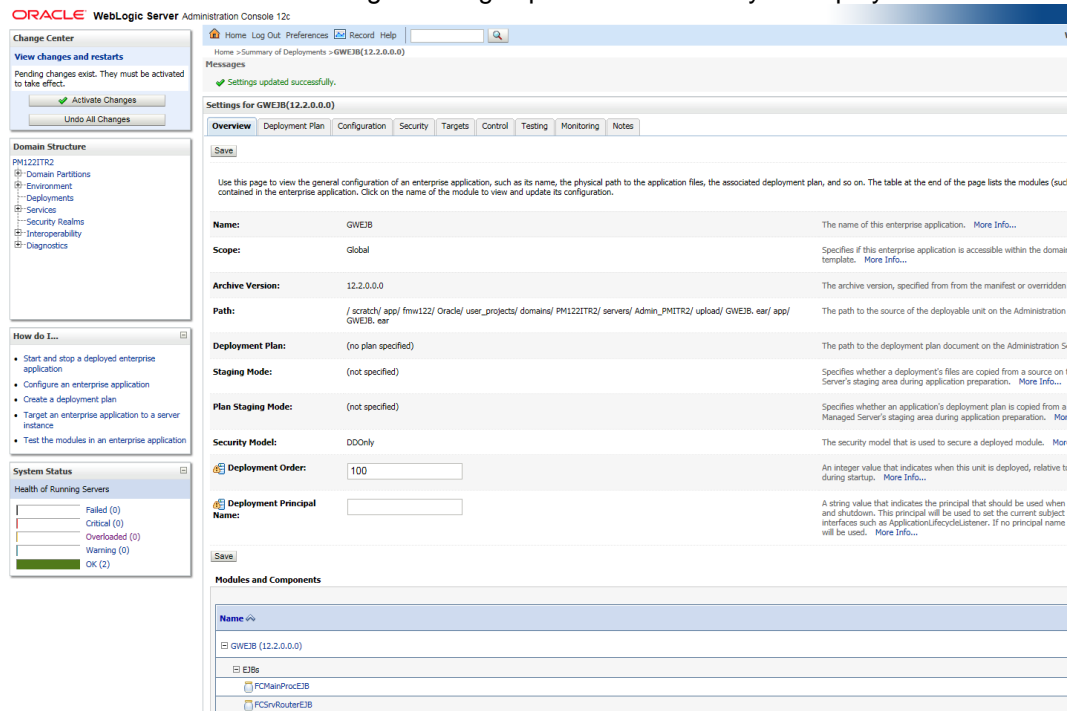 ORACLE WebLogic Server Administration Console 12c
Change Center
View changes and restarts
Pending changes exist. They must be activated
to take effect.
Activate Changes
Undo All Changes
Domain Structure
PM122ITR2
Domain Partitions
Environment
Deployments
Services
Security Realms
Interoperability
Diagnostics
How do I...
Start and stop a deployed enterprise
application
Configure an enterprise application
Create a deployment plan
Target an enterprise application to a server
instance
Test the modules in an enterprise application
System Status
Health of Running Servers
Failed (0)
Critical (0)
Overloaded (0)
Warning (0)
OK (2)
Home Log Out Preferences Record Help
Home >Summary of Deployments >GWEJB(12.2.0.0.0)
Messages
Settings updated successfully.
Settings for GWEJB(12.2.0.0.0)
Overview Deployment Plan Configuration Security Targets Control Testing Monitoring Notes
Save
Use this page to view the general configuration of an enterprise application, such as its name, the physical path to the application files, the associated deployment plan, and so on. The table at the end of the page lists the modules (suc
contained in the enterprise application. Click on the name of the module to view and update its configuration.
Name: GWEJB The name of this enterprise application. More Info...
Scope: Global Specifies if this enterprise application is accessible within the domain
template. More Info...
Archive Version: 12.2.0.0.0 The archive version, specified from from the manifest or overridden
Path: / scratch/ app/ fmw122/ Oracle/ user_projects/ domains/ PM122ITR2/ servers/ Admin_PMITR2/ upload/ GWEJB. ear/ app/ The path to the source of the deployable unit on the Administration
GWEJB. ear
Deployment Plan: (no plan specified) The path to the deployment plan document on the Administration S
Staging Mode: (not specified) Specifies whether a deployment's files are copied from a source on
Server's staging area during application preparation. More Info...
Plan Staging Mode: (not specified) Specifies whether an application's deployment plan is copied from a
Managed Server's staging area during application preparation. Mor
Security Model: DDOnly The security model that is used to secure a deployed module. Mor
Deployment Order: 100 An integer value that indicates when this unit is deployed, relative t
during startup. More Info...
Deployment Principal A string value that indicates the principal that should be used when
Name: and shutdown. This principal will be used to set the current subject
interfaces such as ApplicationLifecycleListener. If no principal name
will be used. More Info...
Save
Modules and Components
Name
GWEJB (12.2.0.0.0)
EJBs
FCMainProcEJB
FCSrvRouterEJB